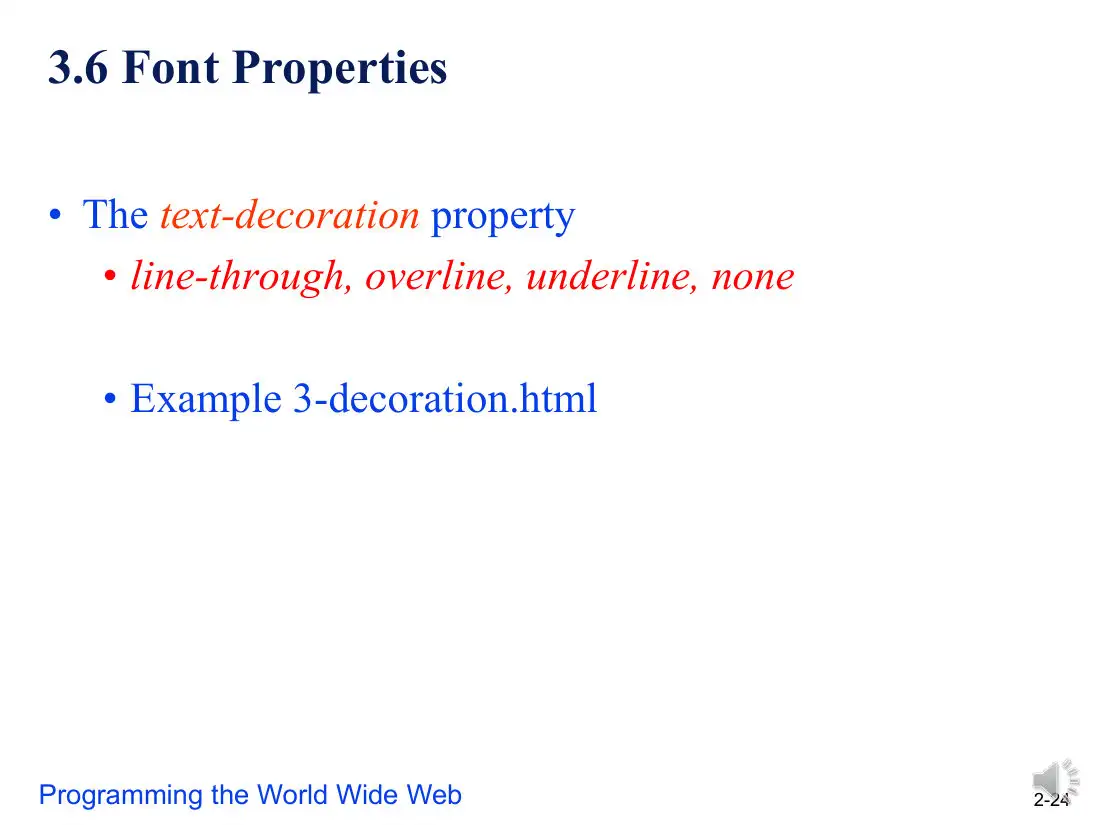 3.6 Font Properties
• The text-decoration property
• line-through, overline, underline, none
• Example 3-decoration.html
Programming the World Wide Web
2-24